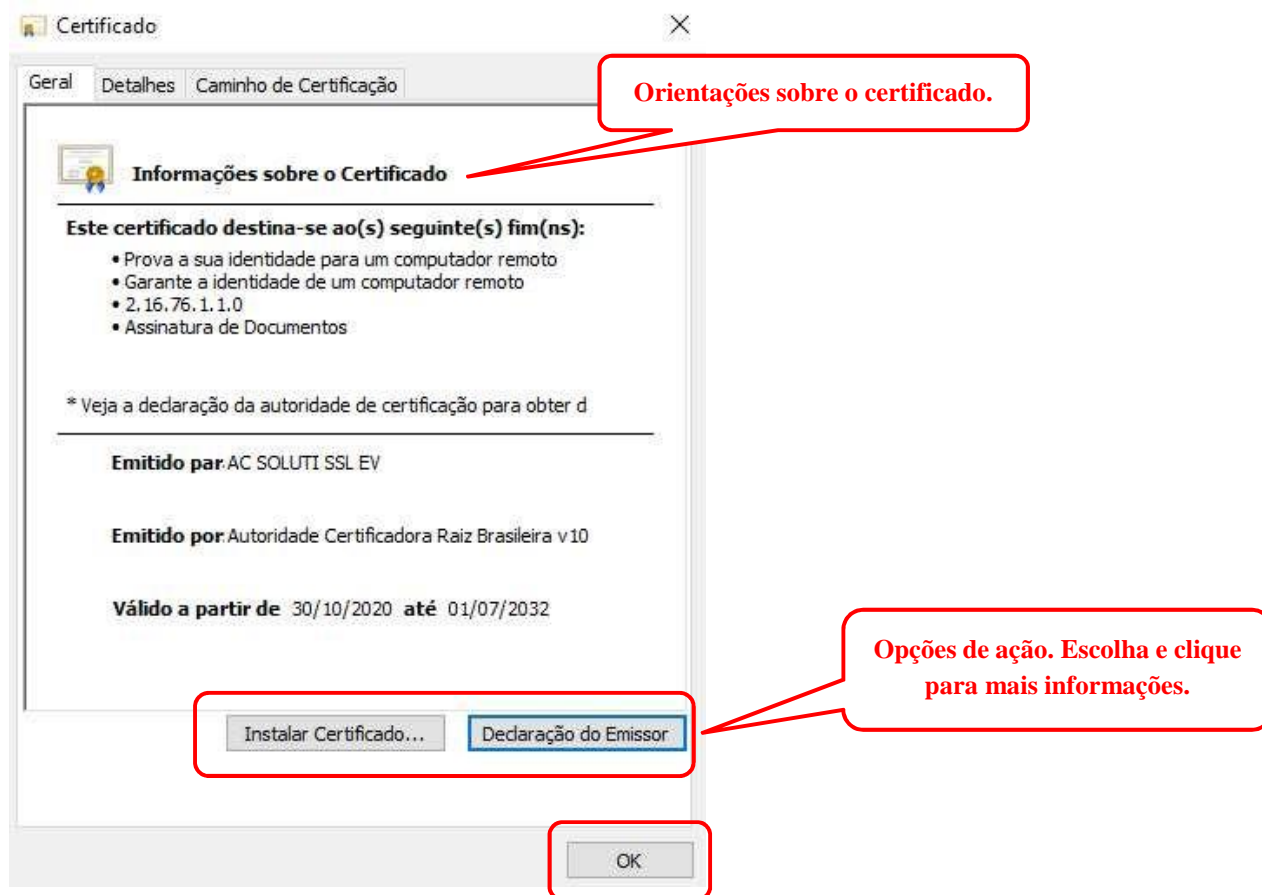 Certificado
Geral Detalhes Caminho de Certificação
Orientações sobre o certificado.
Informações sobre o Certificado
Este certificado destina-se ao(s) seguinte(s) fim(ns):
• Prova a sua identidade para um computador remoto
• Garante a identidade de um computador remoto
• 2.16.76.1.1.0
• Assinatura de Documentos
* Veja a declaração da autoridade de certificação para obter d
Emitido par AC SOLUTI SSL EV
Emitido por Autoridade Certificadora Raiz Brasileira v10
Válido a partir de 30/10/2020 até 01/07/2032
Opções de ação. Escolha e clique
para mais informações.
Instalar Certificado... Declaração do Emissor
OK